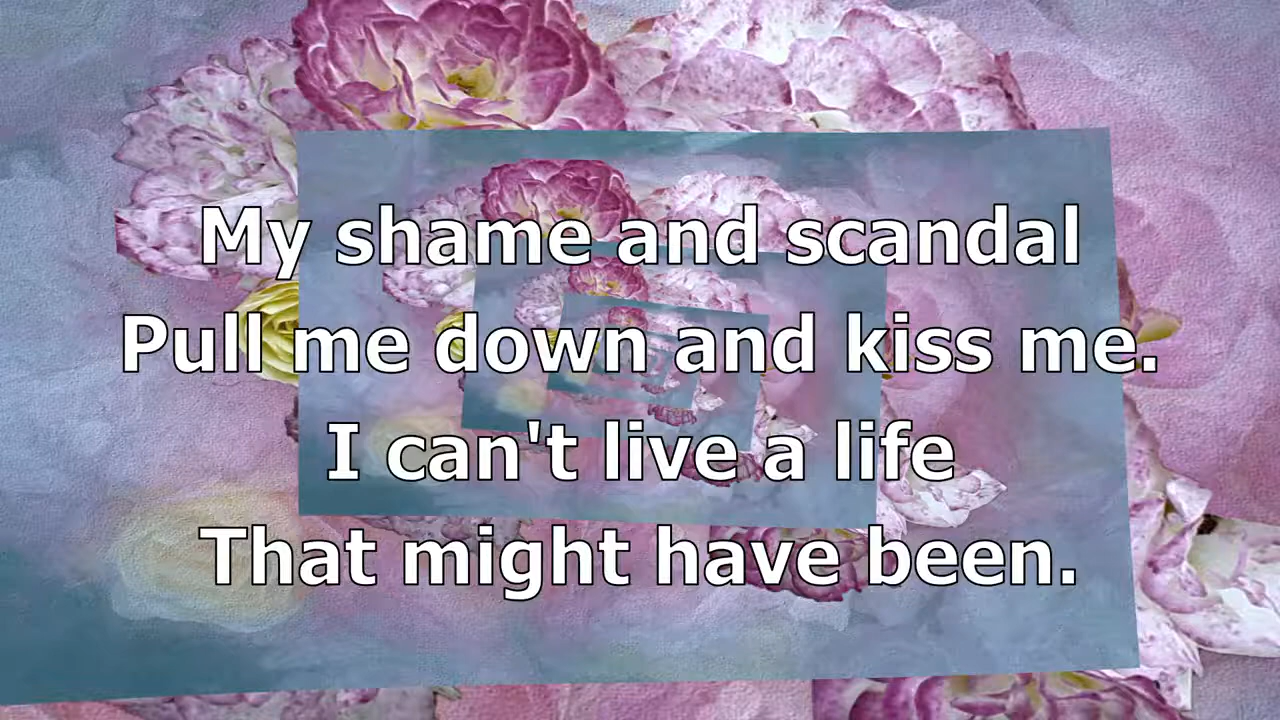 My shame and scandal
Pull me down and kiss me.
I can't live a life
That might have been.